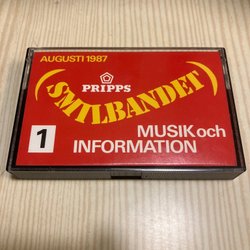 AUGUSTI 1987
PRIPPS
(SMILBANDET)
1
MUSIK och
INFORMATION